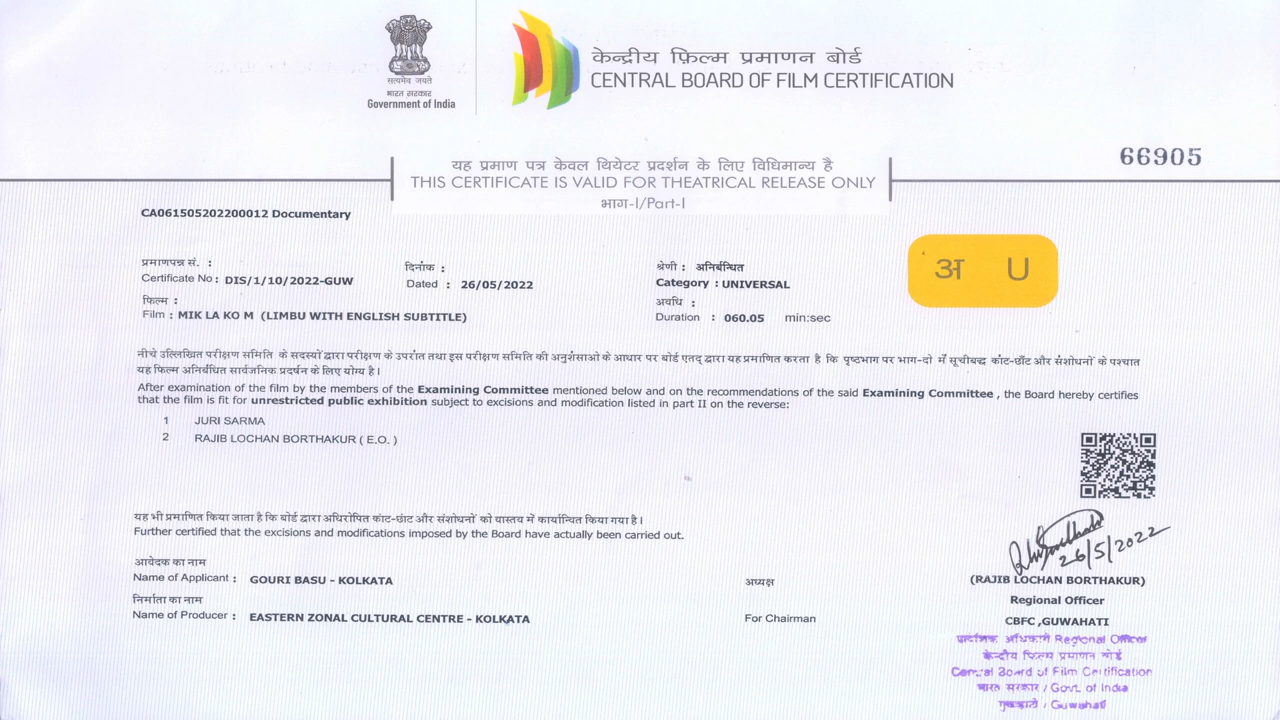 सत्यमेव जयते
भारत सरकार
Government of India
केन्द्रीय फ़िल्म प्रमाणन बोर्ड
CENTRAL BOARD OF FILM CERTIFICATION
66905
यह प्रमाण पत्र केवल थियेटर प्रदर्शन के लिए विधिमान्य है
THIS CERTIFICATE IS VALID FOR THEATRICAL RELEASE ONLY
भाग-I/Part-I
CA061505202200012 Documentary
प्रमाणपत्र सं. :
Certificate No : DIS/1/10/2022-GUW
दिनांक :
Dated : 26/05/2022
श्रेणी : अनिर्बन्धित
Category : UNIVERSAL
अ U
फिल्म :
Film : MIK LA KO M (LIMBU WITH ENGLISH SUBTITLE)
अवधि :
Duration : 060.05 min:sec
नीचे उल्लिखित परीक्षण समिति के सदस्यों द्वारा परीक्षण के उपरांत तथा इस परीक्षण समिति की अनुशंसाओ के आधार पर बोर्ड एतद् द्वारा यह प्रमाणित करता है कि पृष्ठभाग पर भाग-दो में सूचीबद्ध कांट-छाँट और संशोधनों के पश्चात
यह फिल्म अनिर्बंधित सार्वजनिक प्रदर्षन के लिए योग्य है।
After examination of the film by the members of the Examining Committee mentioned below and on the recommendations of the said Examining Committee , the Board hereby certifies
that the film is fit for unrestricted public exhibition subject to excisions and modification listed in part II on the reverse:
1 JURI SARMA
2 RAJIB LOCHAN BORTHAKUR ( E.O. )
यह भी प्रमाणित किया जाता है कि बोर्ड द्वारा अधिरोपित कांट-छांट और संशोधनों को यास्तय में कार्यान्वित किया गया है।
Further certified that the excisions and modifications imposed by the Board have actually been carried out.
आवेदक का नाम
Name of Applicant : GOURI BASU - KOLKATA
निर्माता का नाम
Name of Producer : EASTERN ZONAL CULTURAL CENTRE - KOLKATA
अध्यक्ष
For Chairman
26/5/2022
(RAJIB LOCHAN BORTHAKUR)
Regional Officer
CBFC ,GUWAHATI
अधिकारी Regional Officer
केन्द्रीय फिल्म प्रमाणन बोर्ड
Central Board of Film Certification
भारत सरकार / Govt. of India
Guwahati